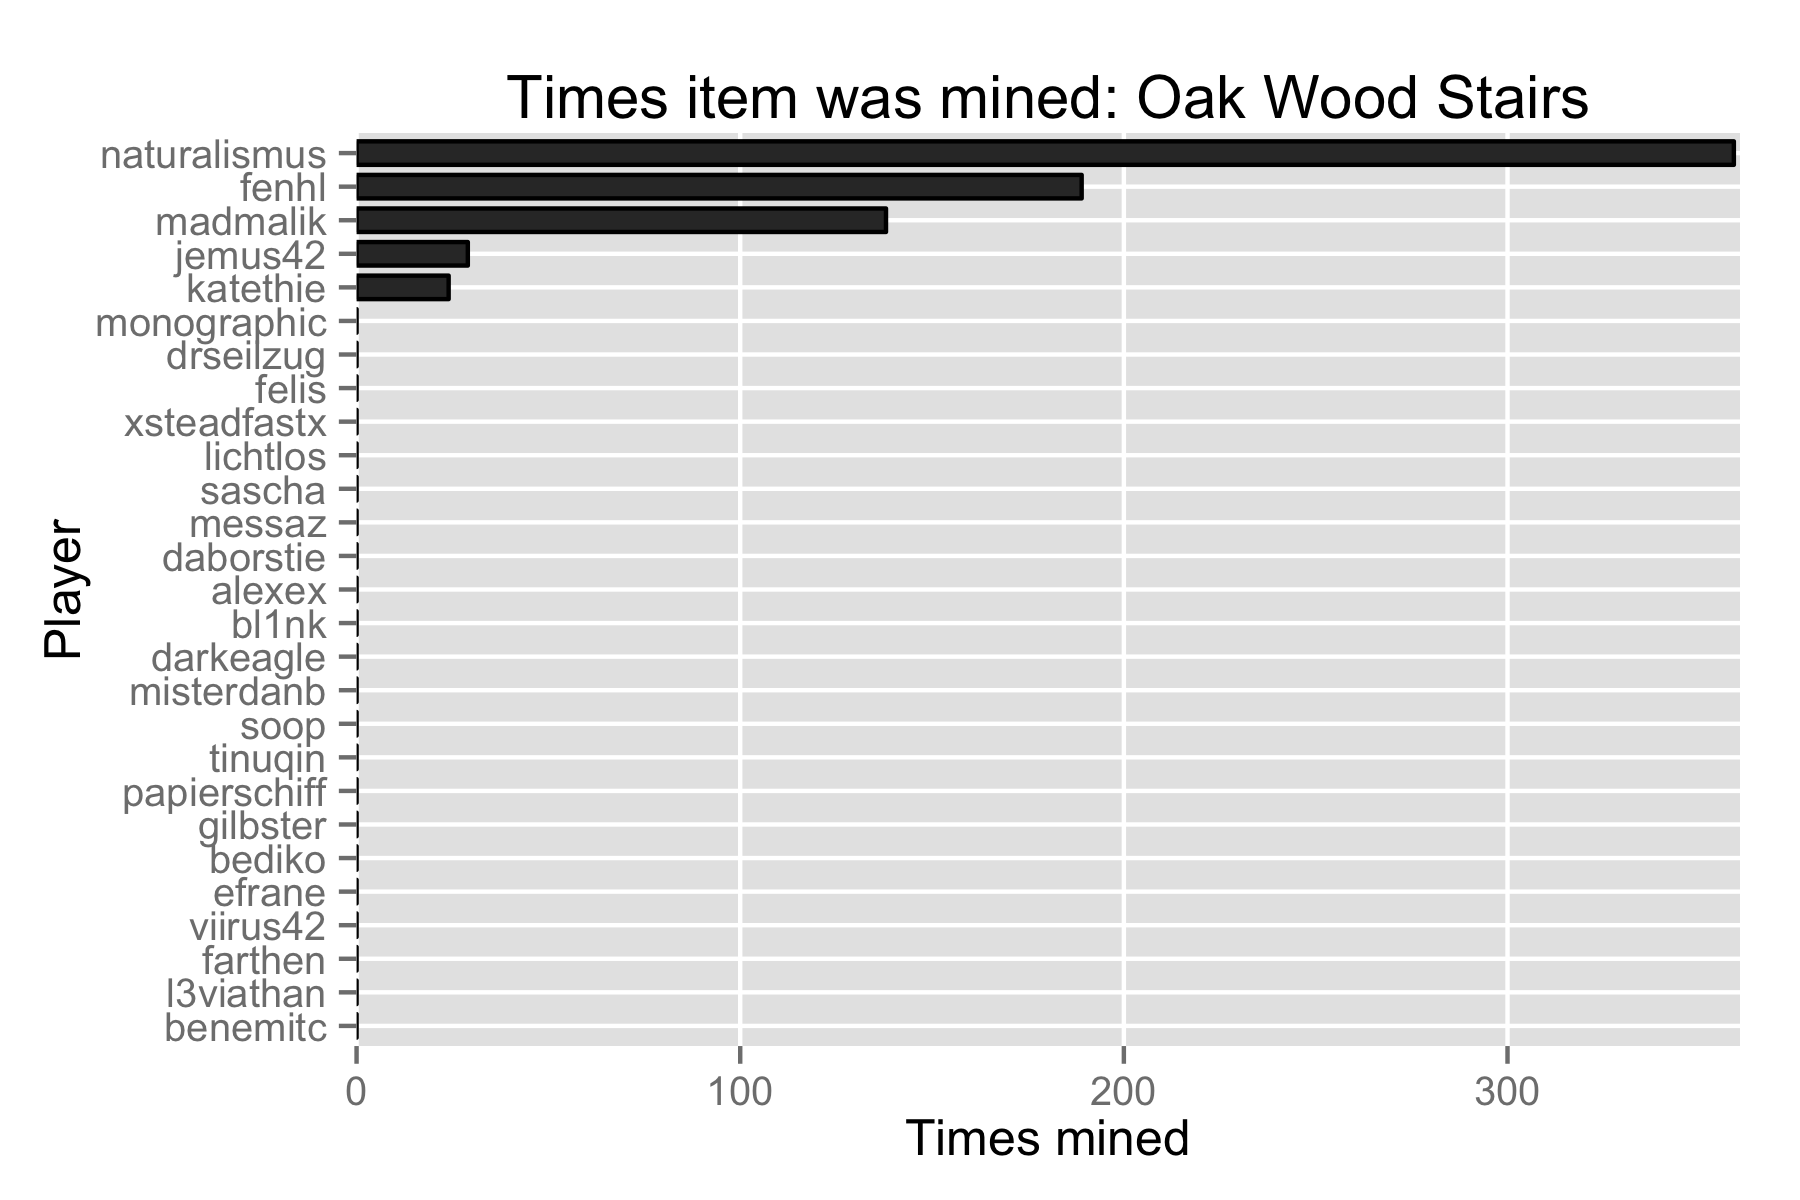 Times item was mined: Oak Wood Stairs
naturalismus
fenhl
madmalik
jemus42
katethie
monographic
drseilzug
felis
xsteadfastx
lichtlos
sascha
messaz
daborstie
alexex
bl1nk
darkeagle
misterdanb
soop
tinuqin
papierschiff
gilbster
bediko
efrane
viirus42
farthen
l3viathan
benemitc
Player
0 100 200 300
Times mined